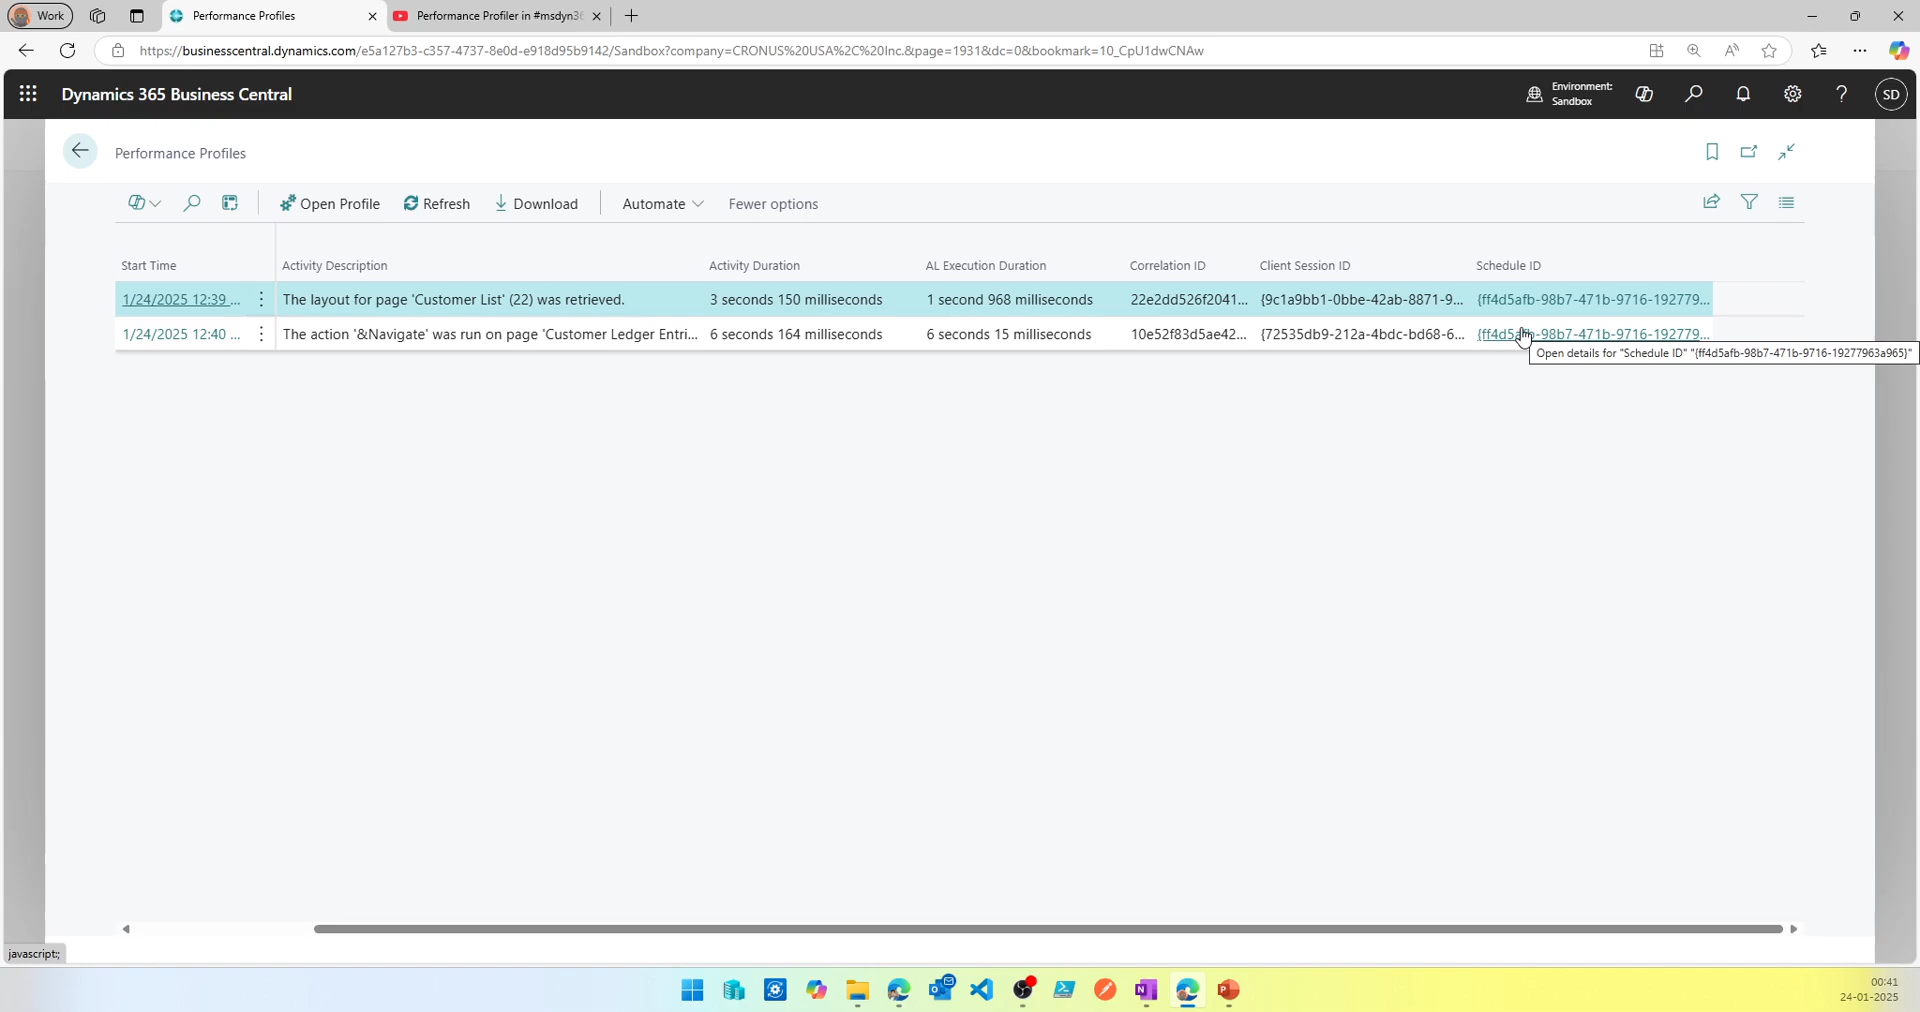 Work
Performance Profiles
Performance Profiler in #msdyn36
https://businesscentral.dynamics.com/e5a127b3-c357-4737-8e0d-e918d95b9142/Sandbox?company=CRONUS%20USA%2C%20Inc.&page=1931&dc=0&bookmark=10_CpU1dwCNAw
Dynamics 365 Business Central
Environment:
Sandbox
SD
Performance Profiles
Open Profile
Refresh
Download
Automate
Fewer options
Start Time Activity Description Activity Duration AL Execution Duration Correlation ID Client Session ID Schedule ID
1/24/2025 12:39 ... The layout for page 'Customer List' (22) was retrieved. 3 seconds 150 milliseconds 1 second 968 milliseconds 22e2dd526f2041... {9c1a9bb1-0bbe-42ab-8871-9... {ff4d5afb-98b7-471b-9716-192779...
1/24/2025 12:40 ... The action '&Navigate' was run on page 'Customer Ledger Entri... 6 seconds 164 milliseconds 6 seconds 15 milliseconds 10e52f83d5ae42... {72535db9-212a-4bdc-bd68-6... {ff4d5afb-98b7-471b-9716-192779...
Open details for "Schedule ID" "{ff4d5afb-98b7-471b-9716-19277963a965}"
javascript:;
00:41
24-01-2025